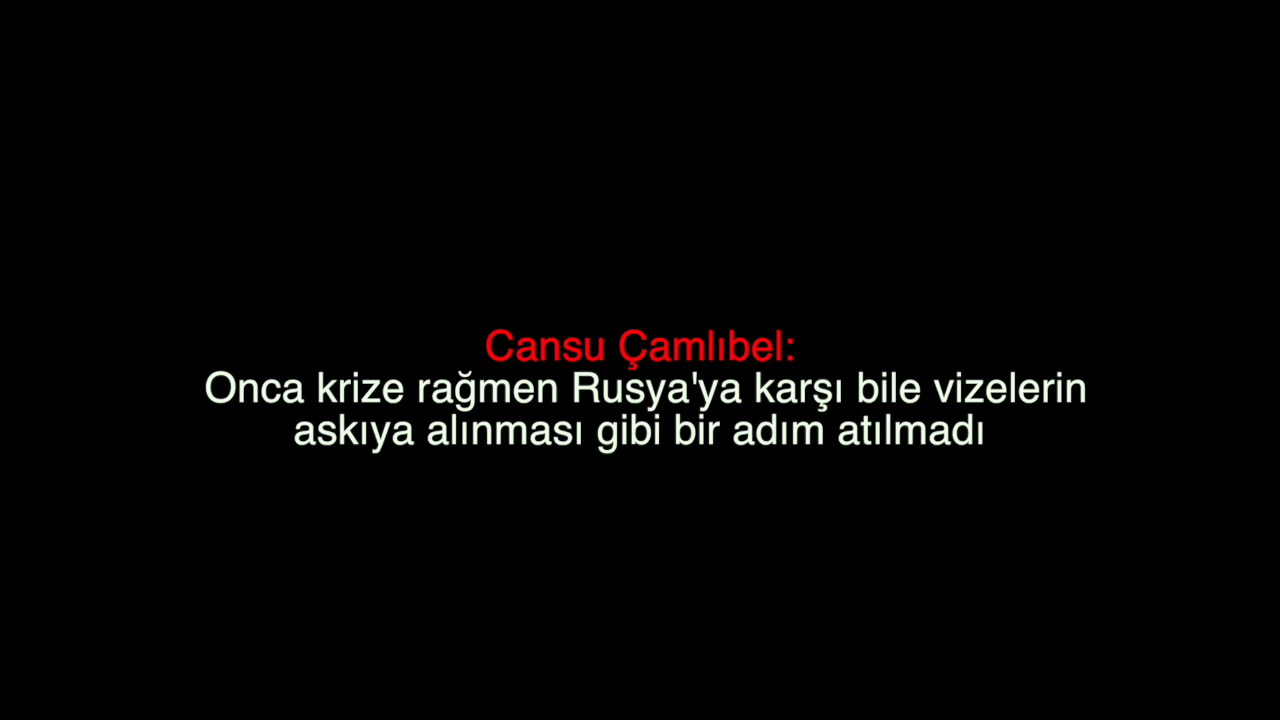 Cansu Çamlıbel:
Onca krize rağmen Rusya'ya karşı bile vizelerin
askıya alınması gibi bir adım atılmadı